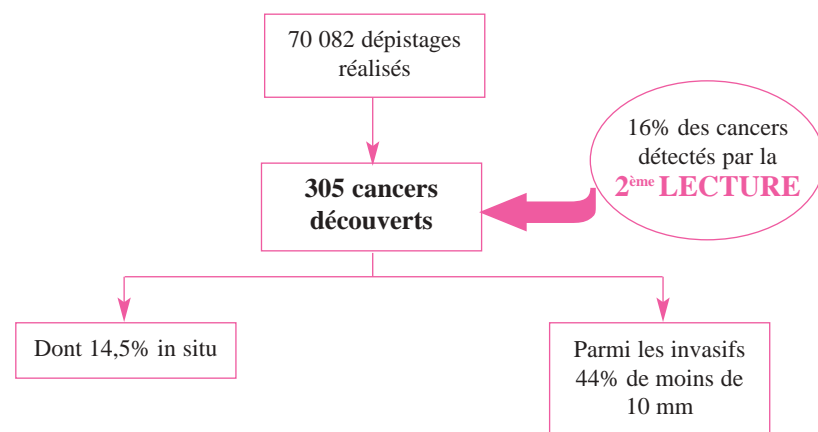 70 082 dépistages
réalisés
16% des cancers
détectés par la
2ème LECTURE
305 cancers
découverts
Dont 14,5% in situ
Parmi les invasifs
44% de moins de
10 mm